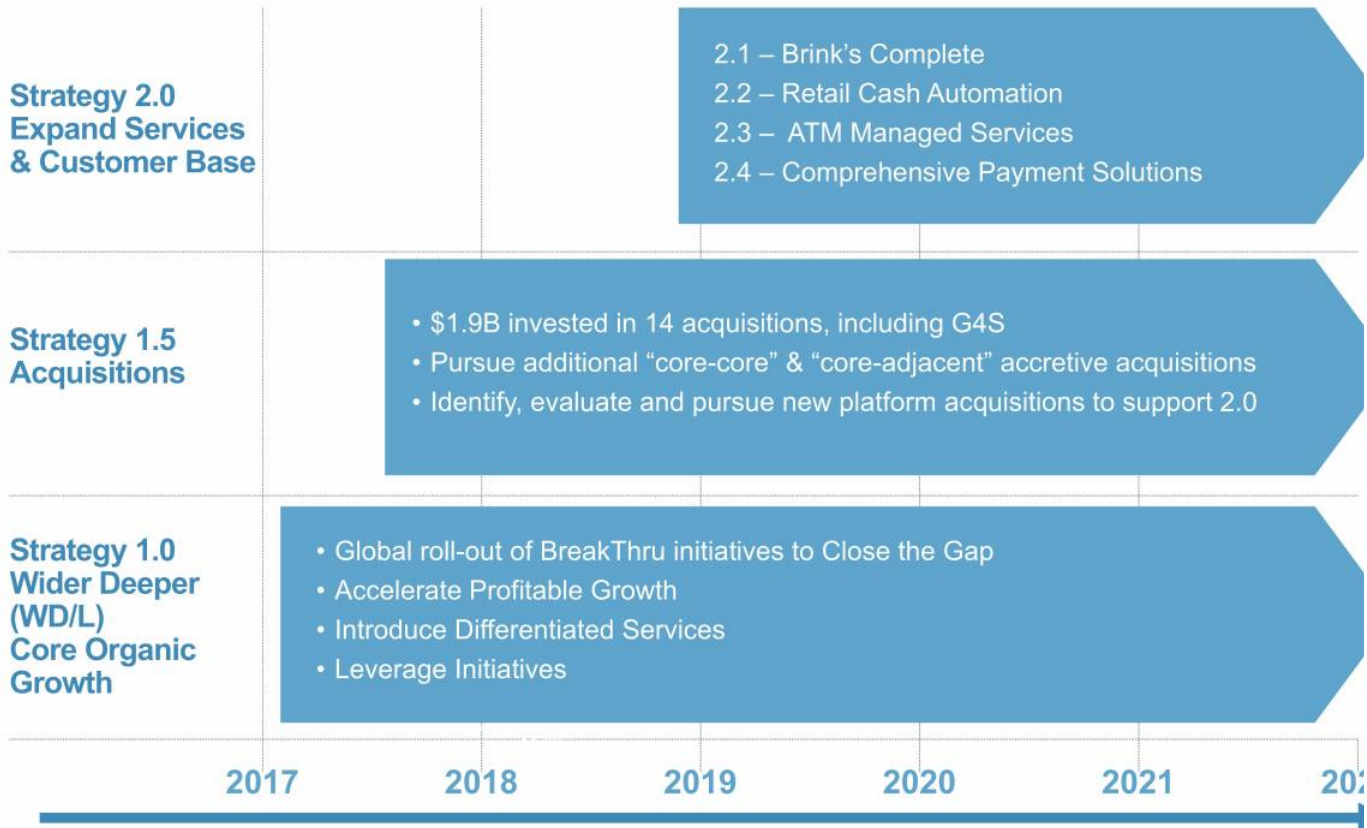 Strategy 2.0
Expand Services
& Customer Base
2.1 – Brink's Complete
2.2 – Retail Cash Automation
2.3 – ATM Managed Services
2.4 – Comprehensive Payment Solutions
Strategy 1.5
Acquisitions
• $1.9B invested in 14 acquisitions, including G4S
• Pursue additional “core-core” & “core-adjacent” accretive acquisitions
• Identify, evaluate and pursue new platform acquisitions to support 2.0
Strategy 1.0
Wider Deeper
(WD/L)
Core Organic
Growth
• Global roll-out of BreakThru initiatives to Close the Gap
• Accelerate Profitable Growth
• Introduce Differentiated Services
• Leverage Initiatives
2017 2018 2019 2020 2021